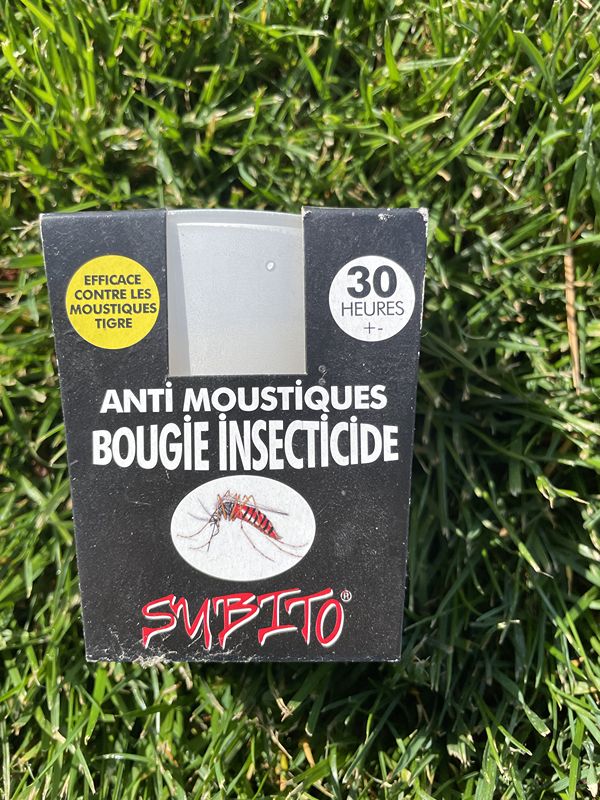 EFFICACE
CONTRE LES
MOUSTIQUES
TIGRE
30
HEURES
+-
ANTi MOUSTiQUES
BOUGiE iNSECTiCiDE
SUBITO®